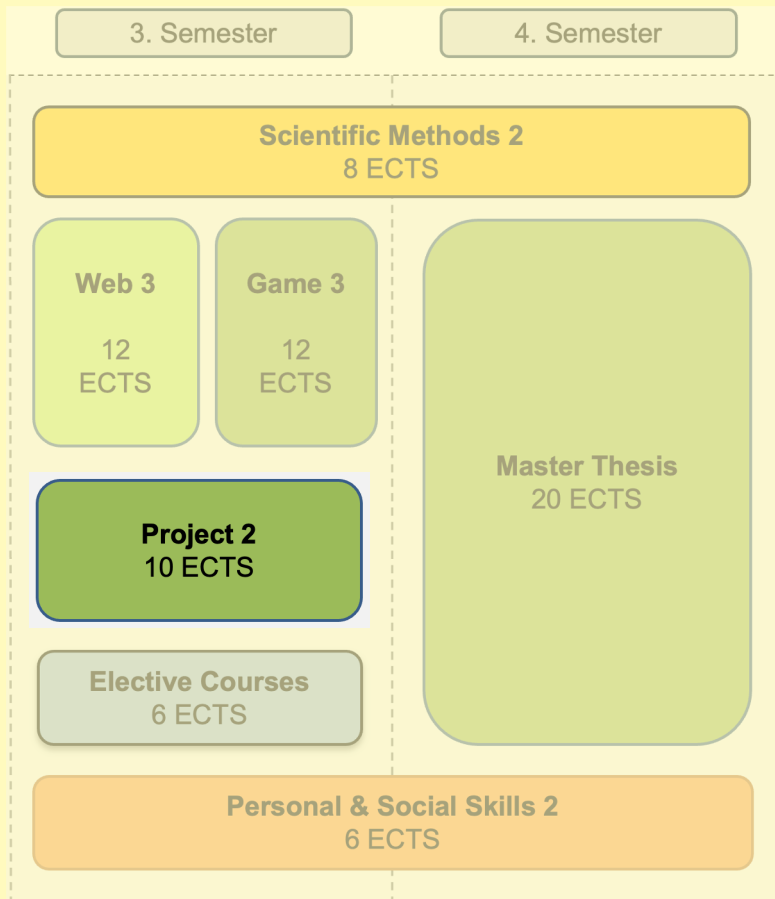 3. Semester
4. Semester
Scientific Methods 2
8 ECTS
Web 3
12
ECTS
Game 3
12
ECTS
Master Thesis
20 ECTS
Project 2
10 ECTS
Elective Courses
6 ECTS
Personal & Social Skills 2
6 ECTS